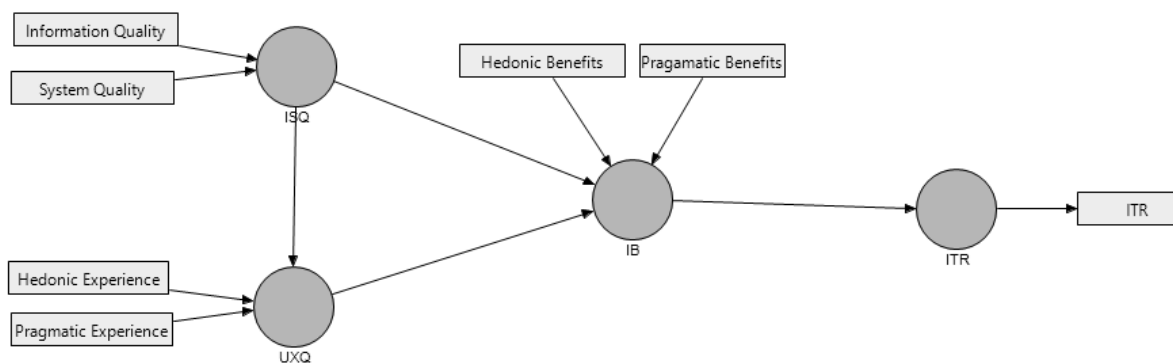 Information Quality
System Quality
ISQ
Hedonic Benefits
Pragamatic Benefits
IB
ITR
ITR
Hedonic Experience
Pragmatic Experience
UXQ